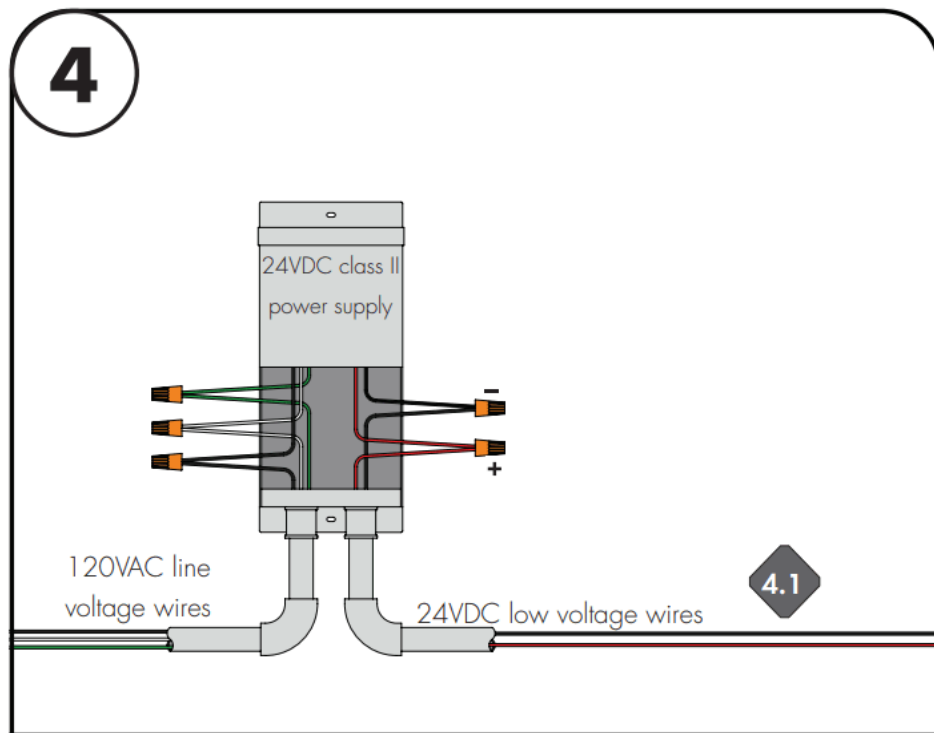 4
24VDC class II
power supply
−
+
120VAC line
voltage wires
24VDC low voltage wires
4.1